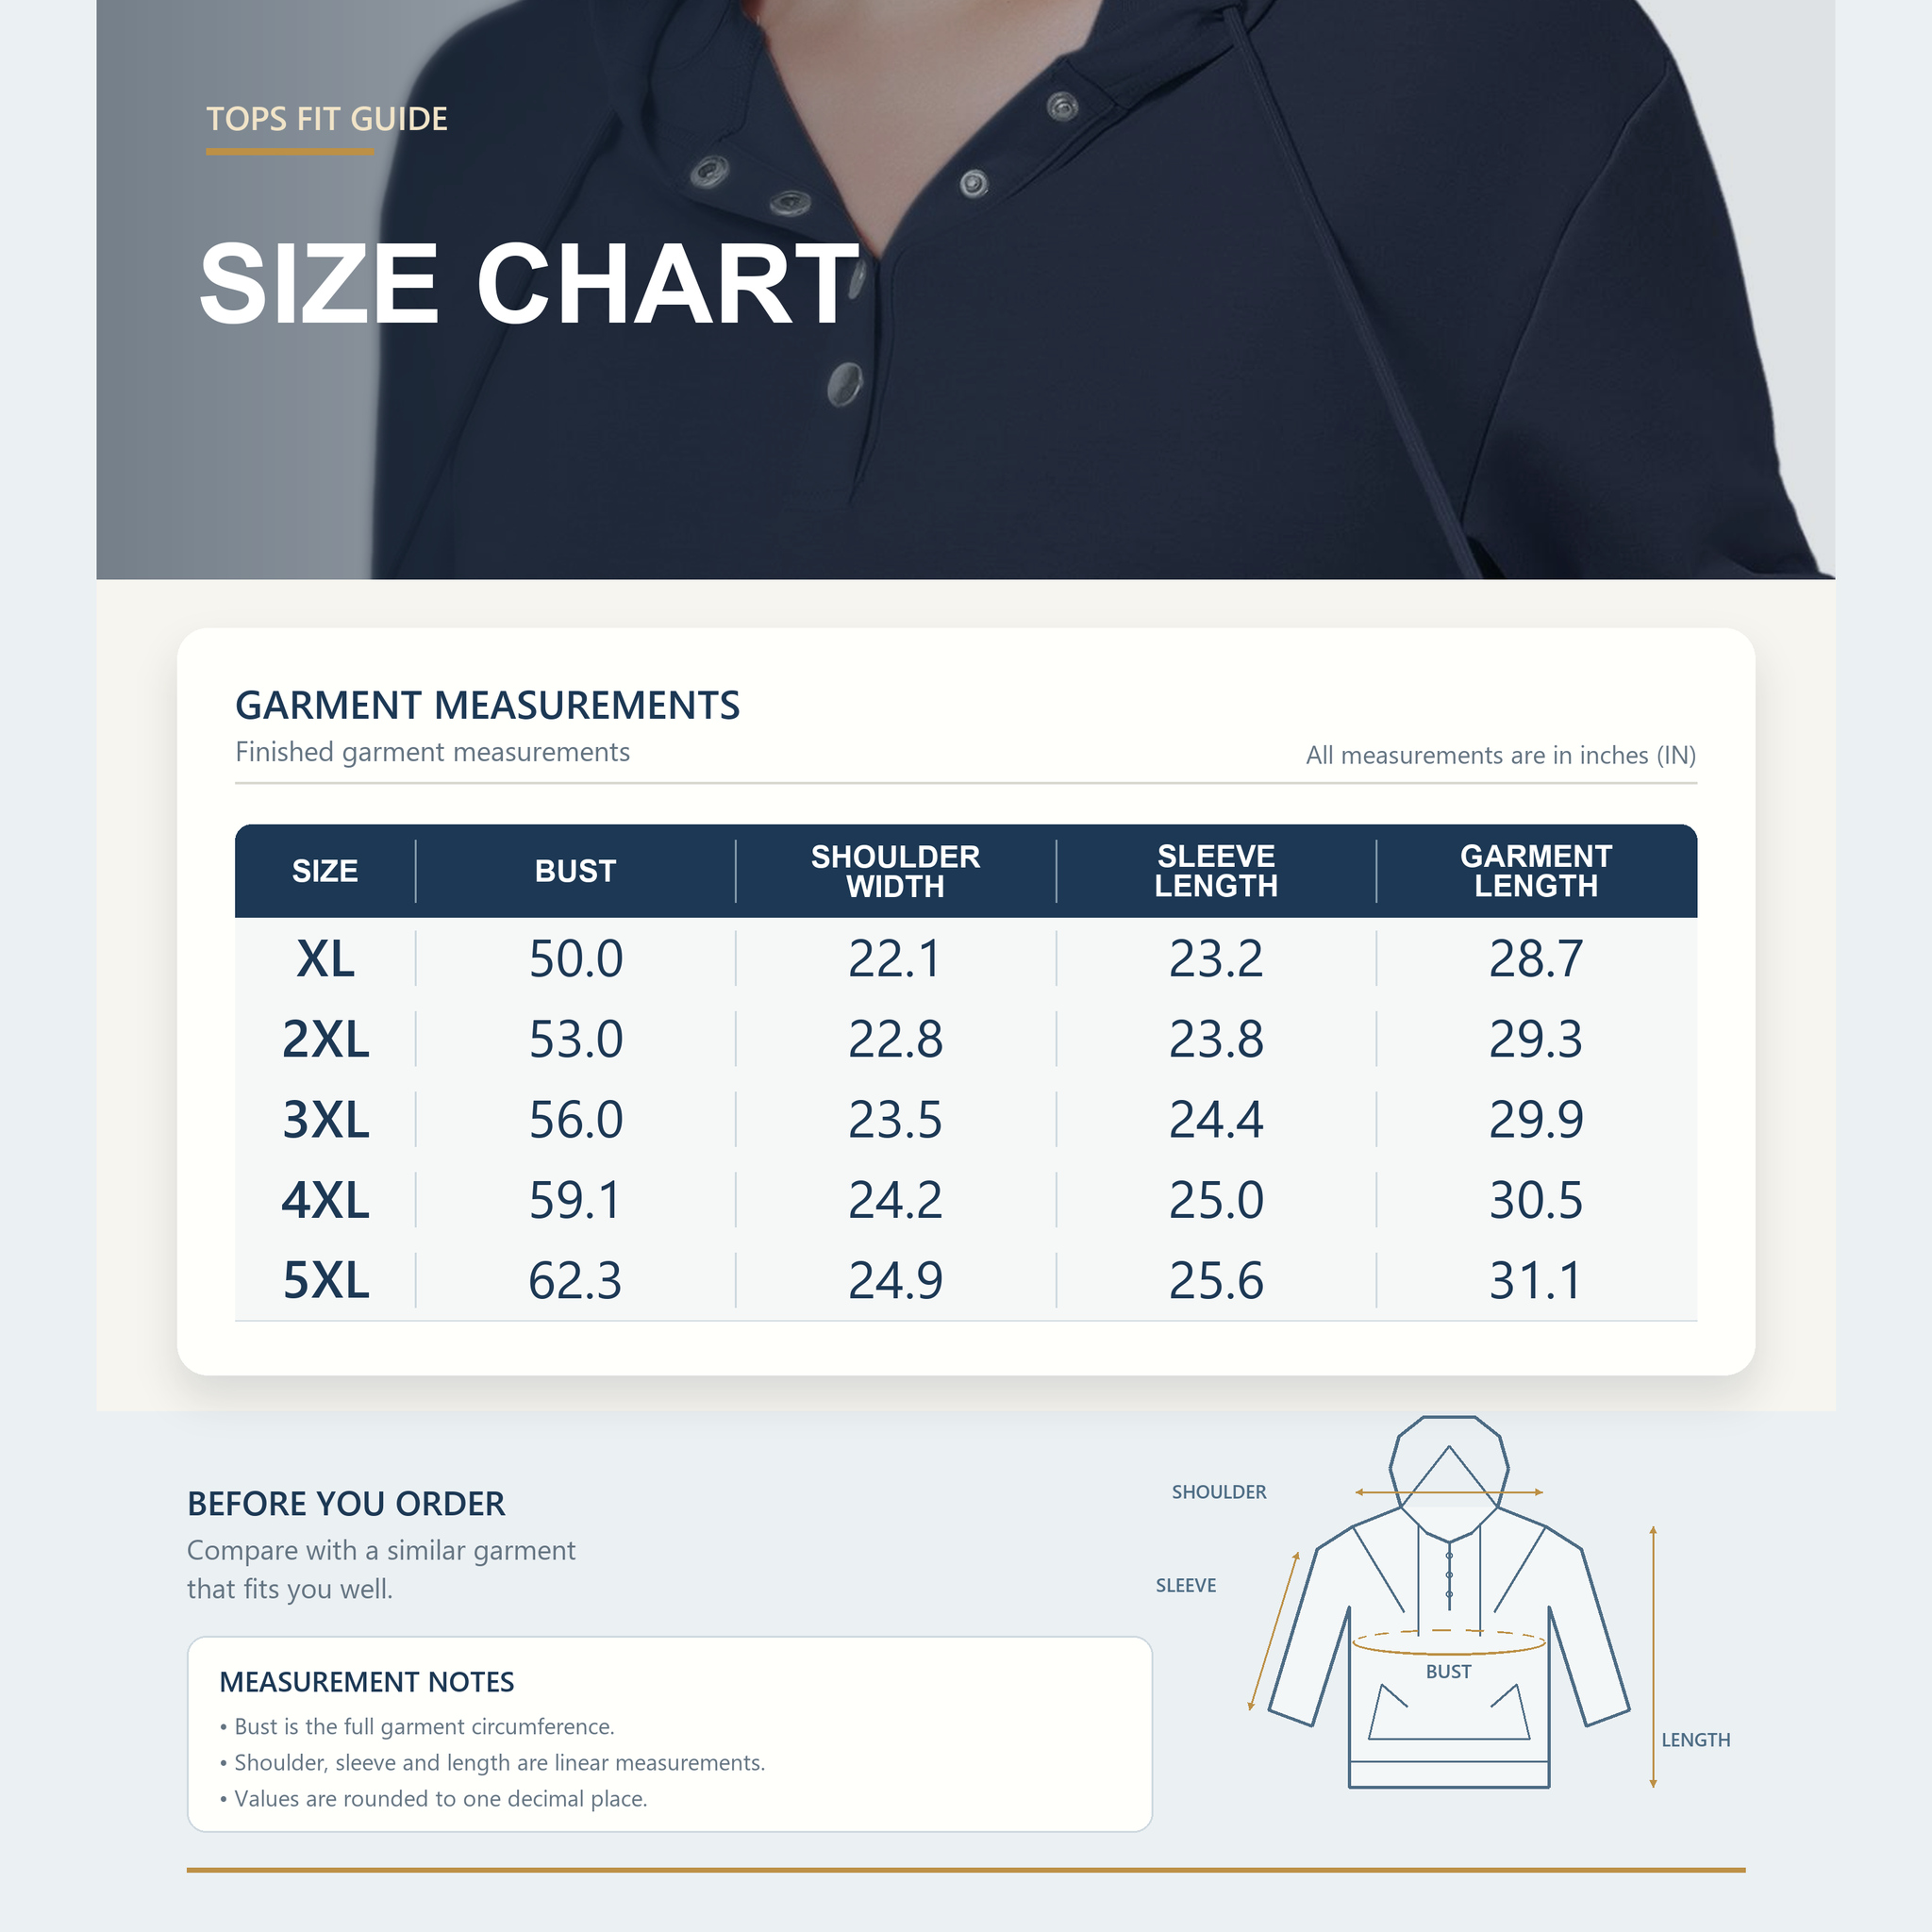 TOPS FIT GUIDE
SIZE CHART
GARMENT MEASUREMENTS
Finished garment measurements
All measurements are in inches (IN)
SIZE BUST SHOULDER WIDTH SLEEVE LENGTH GARMENT LENGTH
XL 50.0 22.1 23.2 28.7
2XL 53.0 22.8 23.8 29.3
3XL 56.0 23.5 24.4 29.9
4XL 59.1 24.2 25.0 30.5
5XL 62.3 24.9 25.6 31.1
BEFORE YOU ORDER
Compare with a similar garment
that fits you well.
MEASUREMENT NOTES
• Bust is the full garment circumference.
• Shoulder, sleeve and length are linear measurements.
• Values are rounded to one decimal place.
SHOULDER
SLEEVE
BUST
LENGTH